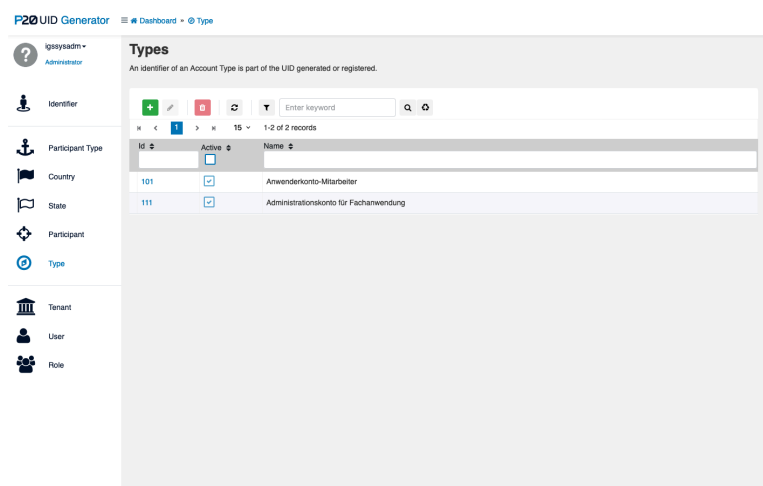 P20 UID Generator
Dashboard » Type
igssysadm
Administrator
Identifier
Participant Type
Country
State
Participant
Type
Tenant
User
Role
Types
An identifier of an Account Type is part of the UID generated or registered.
Enter keyword
1
15
1-2 of 2 records
Id Active Name
101 Anwenderkonto-Mitarbeiter
111 Administrationskonto für Fachanwendung